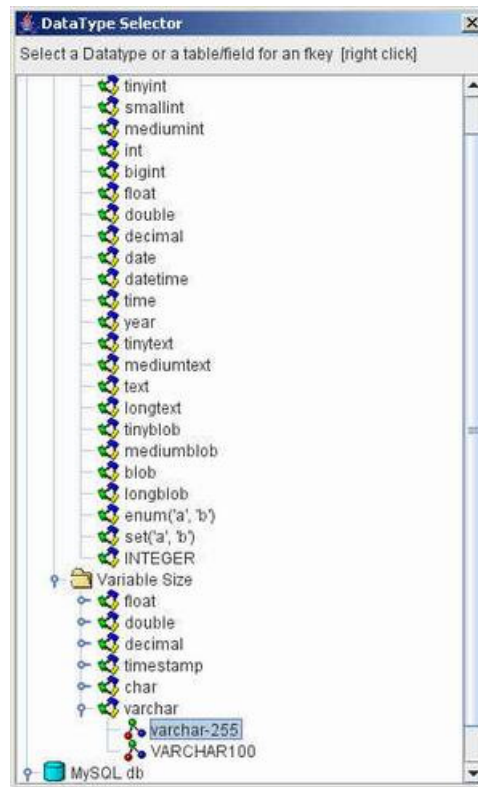 DataType Selector
Select a Datatype or a table/field for an fkey [right click]
tinyint
smallint
mediumint
int
bigint
float
double
decimal
date
datetime
time
year
tinytext
mediumtext
text
longtext
tinyblob
mediumblob
blob
longblob
enum('a', 'b')
set('a', 'b')
INTEGER
Variable Size
float
double
decimal
timestamp
char
varchar
varchar-255
VARCHAR100
MySQL db